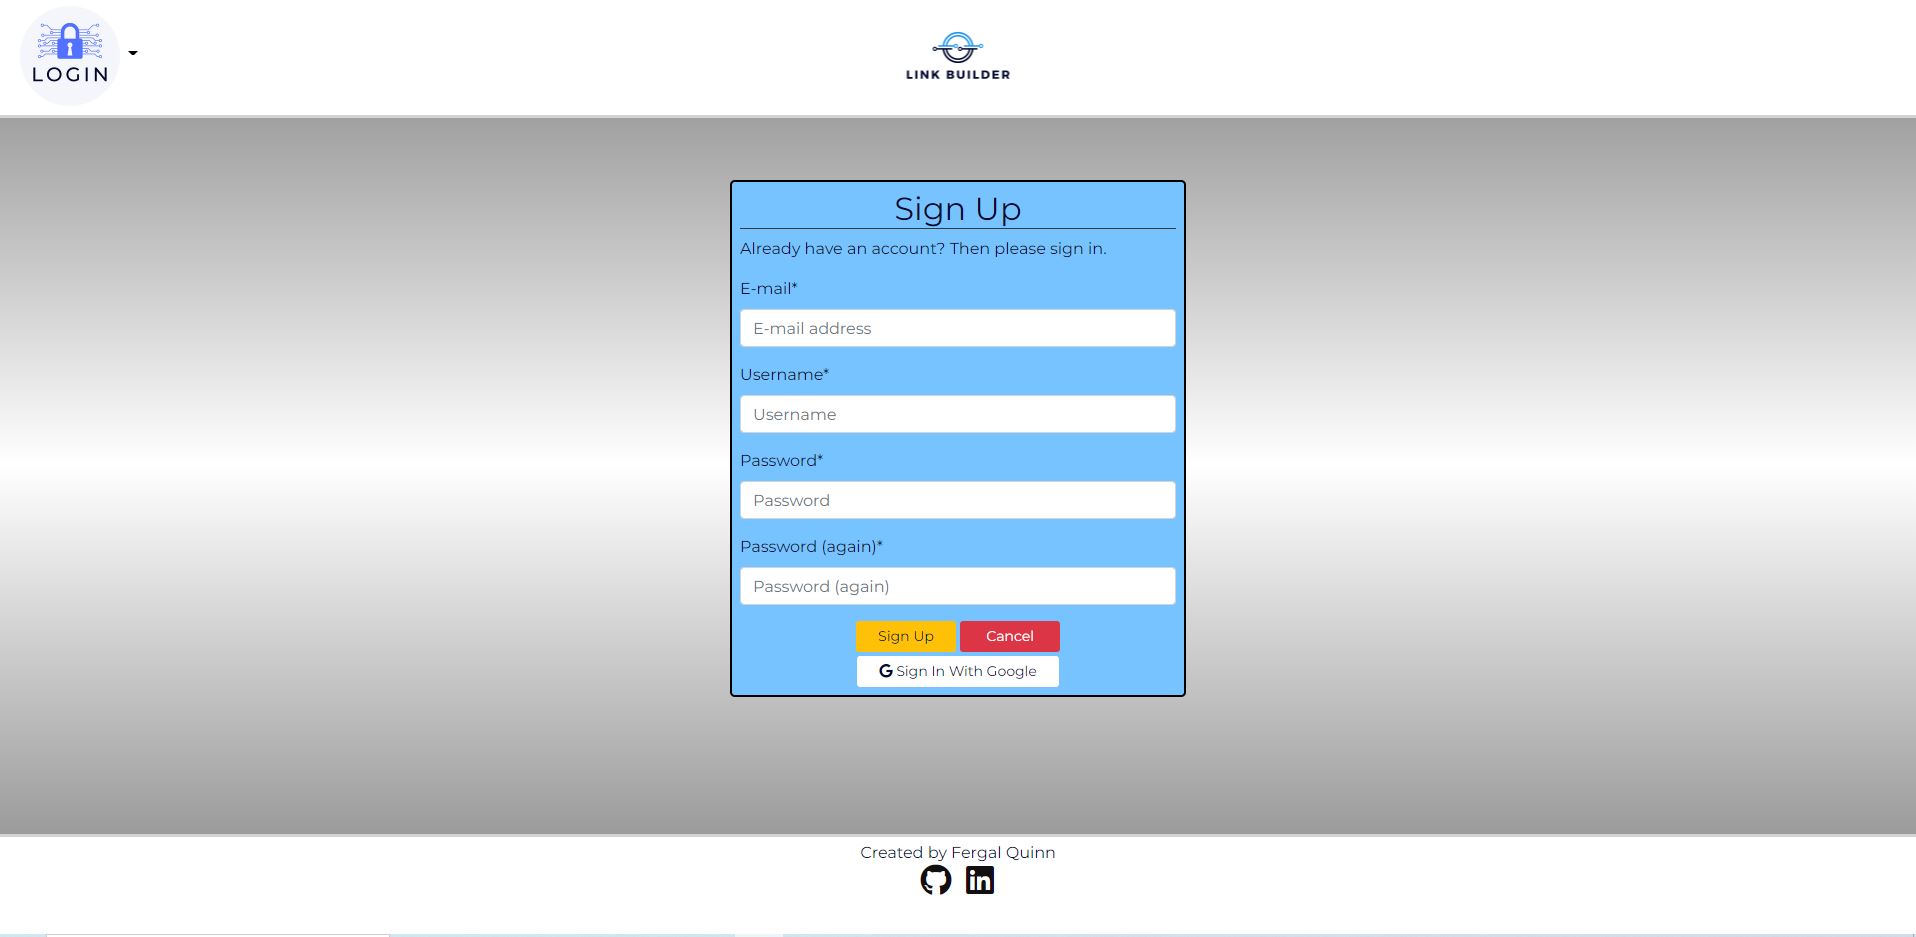 LOGIN
LINK BUILDER
Sign Up
Already have an account? Then please sign in.
E-mail*
E-mail address
Username*
Username
Password*
Password
Password (again)*
Password (again)
Sign Up Cancel
G Sign In With Google
Created by Fergal Quinn
in